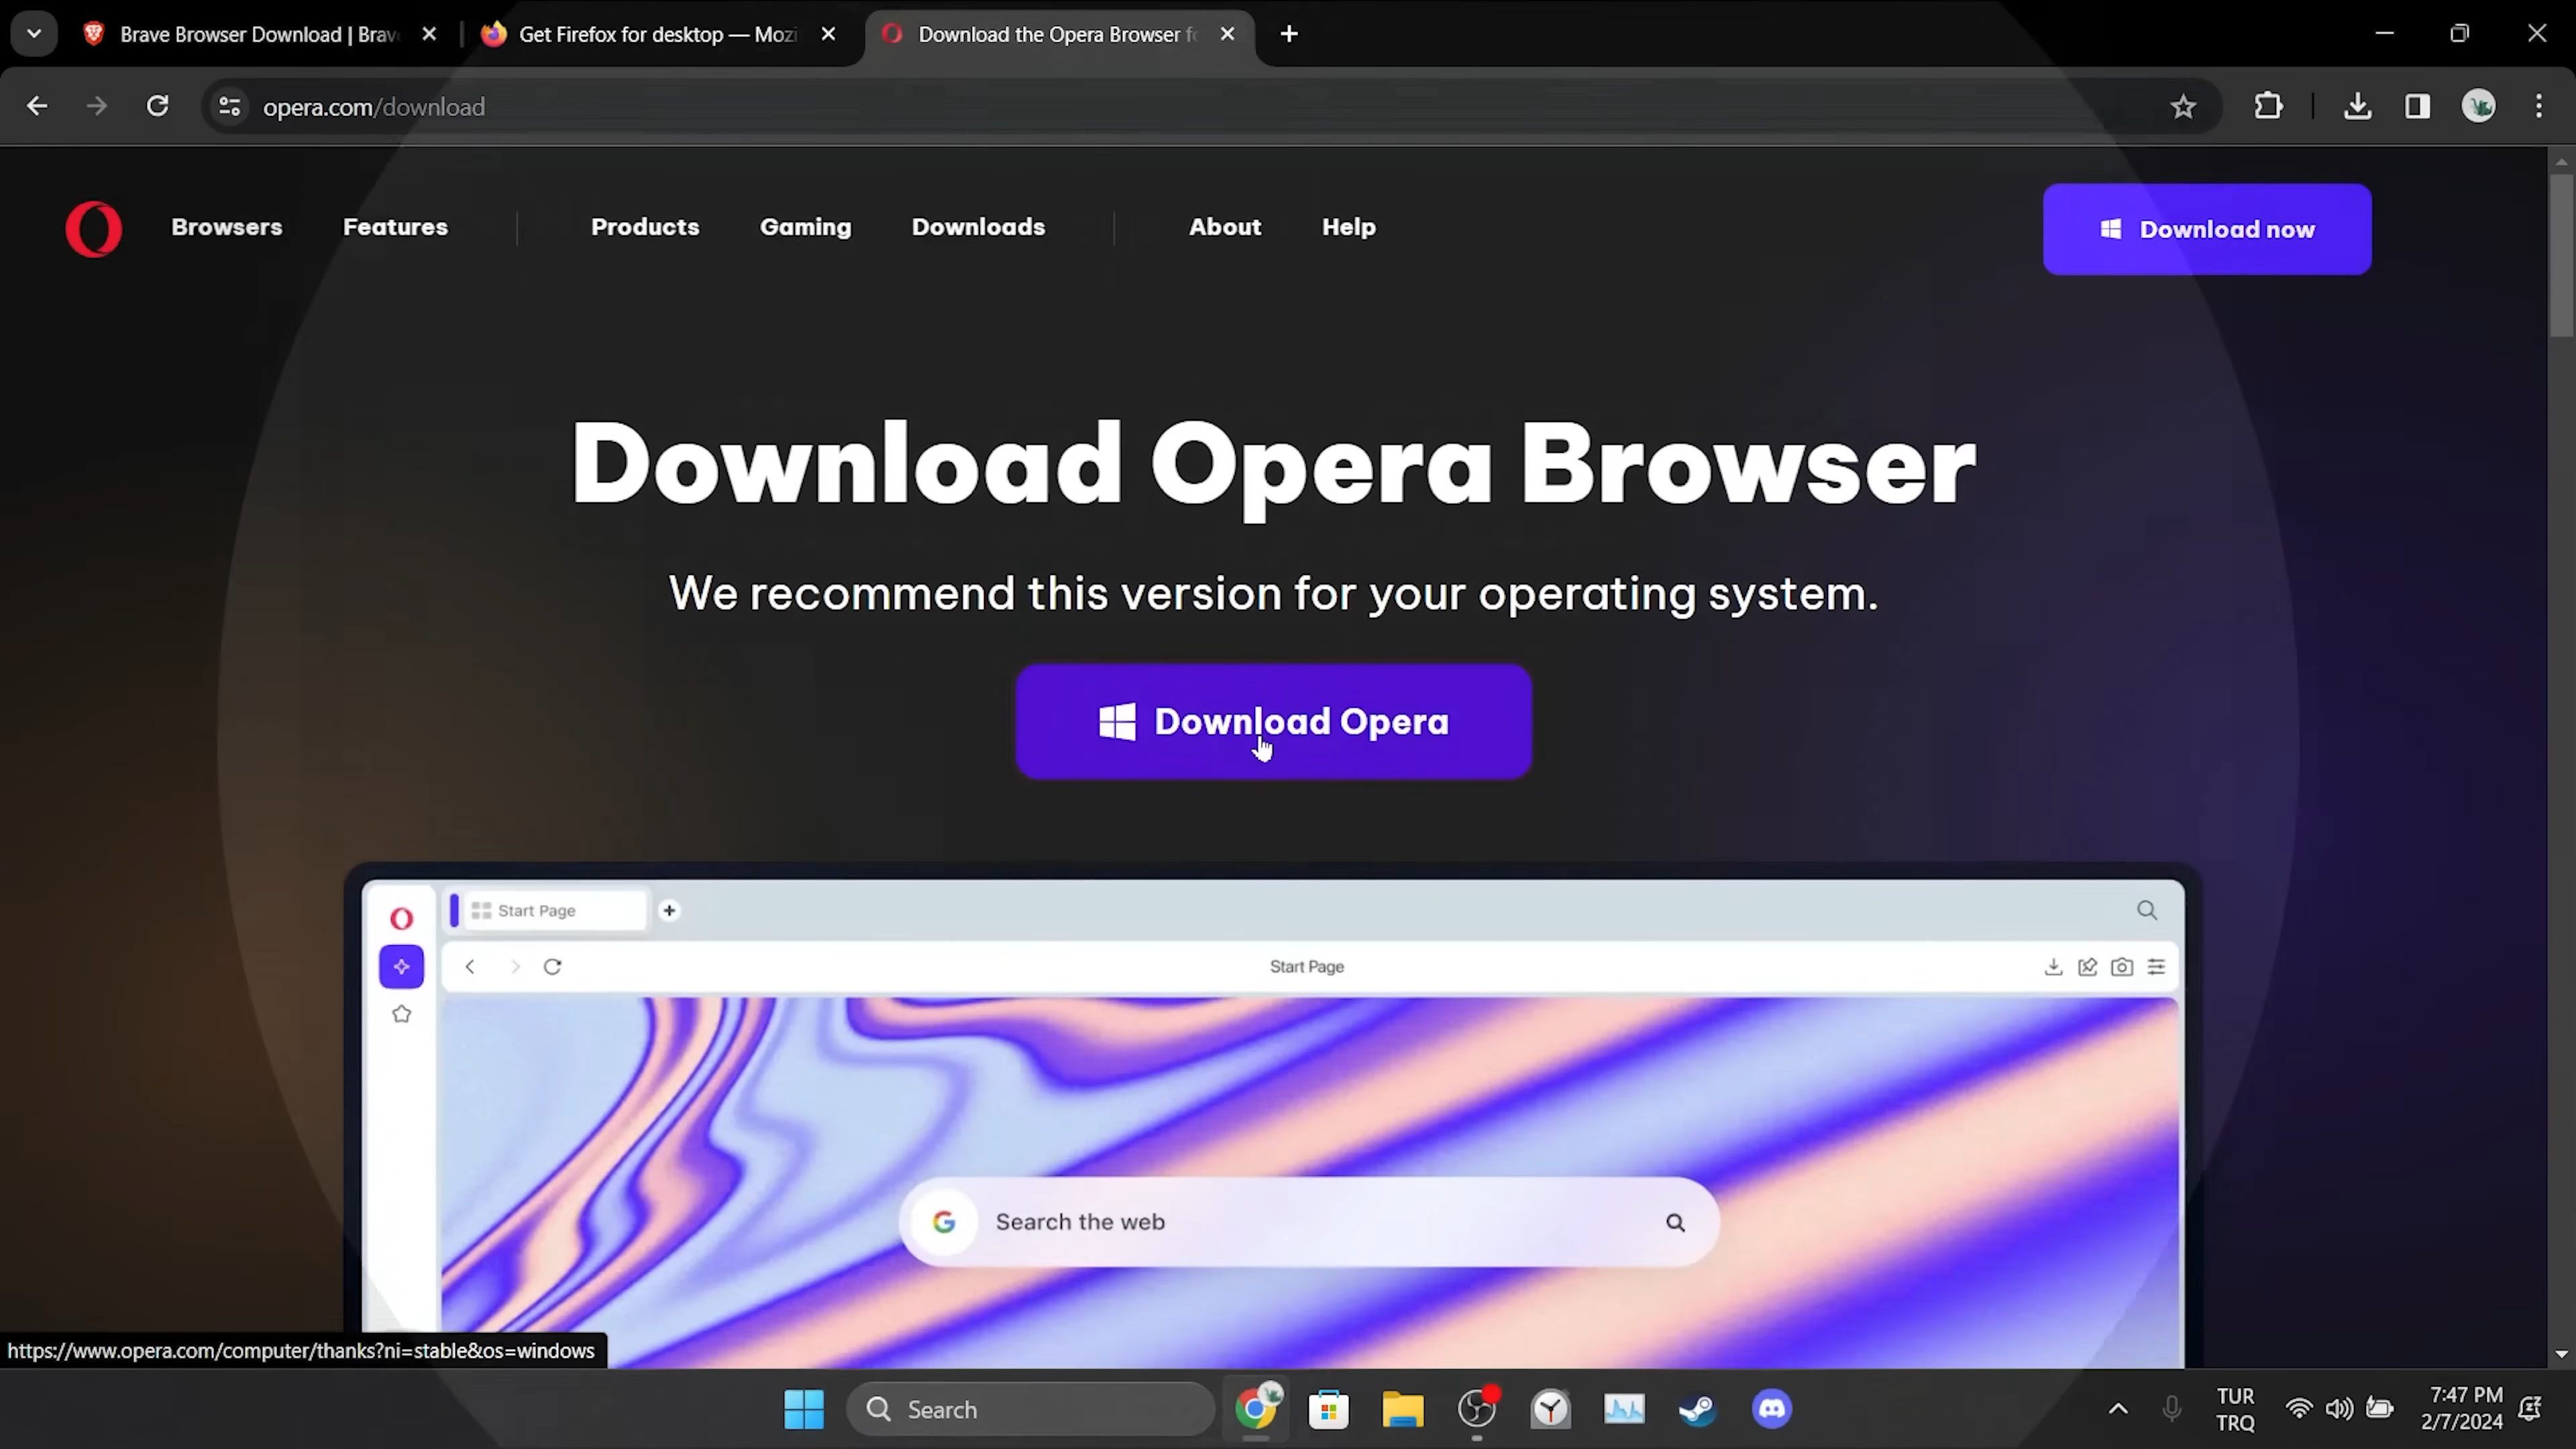 Brave Browser Download | Brave
Get Firefox for desktop — Mozi
Download the Opera Browser fo
opera.com/download
Browsers
Features
Products
Gaming
Downloads
About
Help
Download now
Download Opera Browser
We recommend this version for your operating system.
Download Opera
Start Page
Start Page
G
Search the web
https://www.opera.com/computer/thanks?ni=stable&os=windows
Search
TUR
TRQ
7:47 PM
2/7/2024